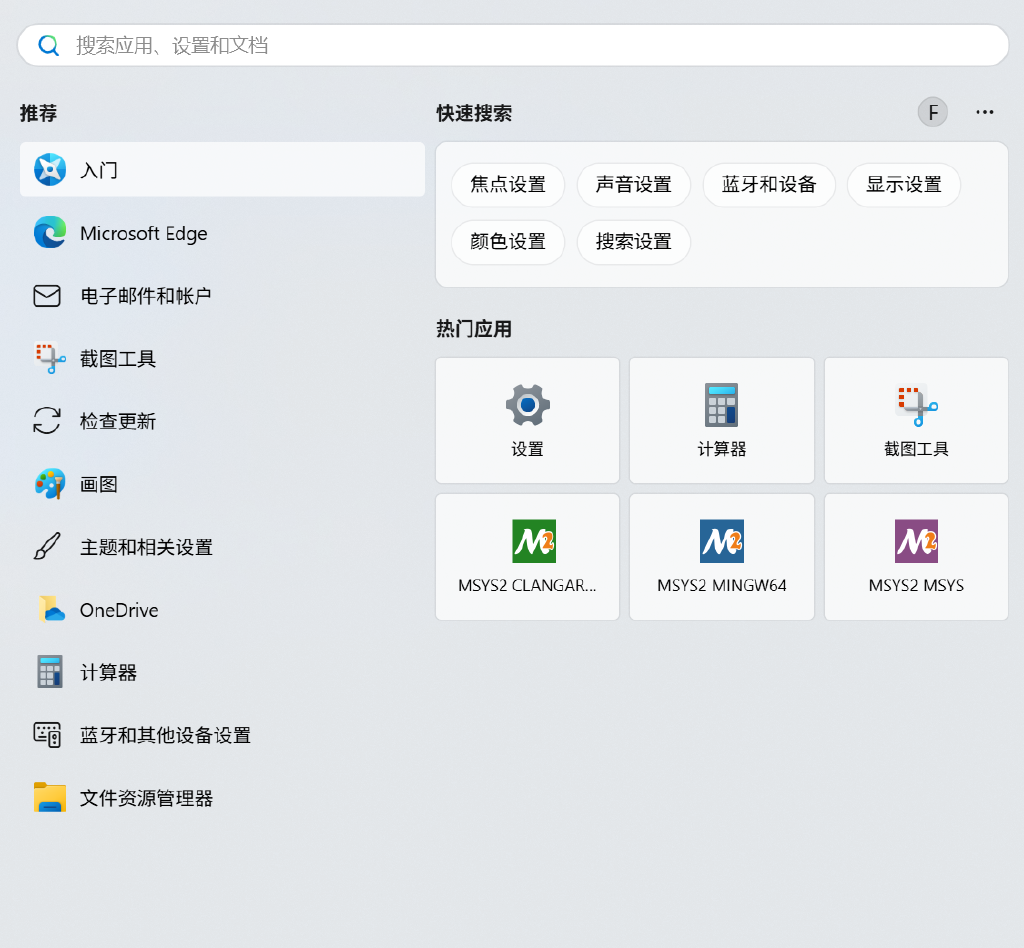 搜索应用、设置和文档
推荐
入门
Microsoft Edge
电子邮件和帐户
截图工具
检查更新
画图
主题和相关设置
OneDrive
计算器
蓝牙和其他设备设置
文件资源管理器
快速搜索
F
焦点设置
声音设置
蓝牙和设备
显示设置
颜色设置
搜索设置
热门应用
设置
计算器
截图工具
M2
MSYS2 CLANGAR...
M2
MSYS2 MINGW64
M2
MSYS2 MSYS